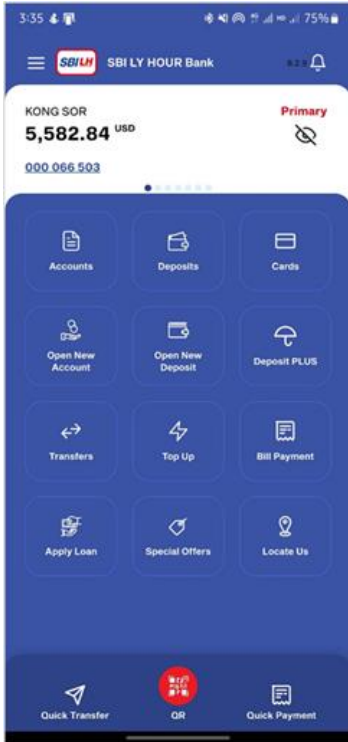 3:35 75%
SBI LH SBI LY HOUR Bank
KONG SOR Primary
5,582.84 USD
000 066 503
Accounts Deposits Cards
Open New Account Open New Deposit Deposit PLUS
Transfers Top Up Bill Payment
Apply Loan Special Offers Locate Us
Quick Transfer QR Quick Payment